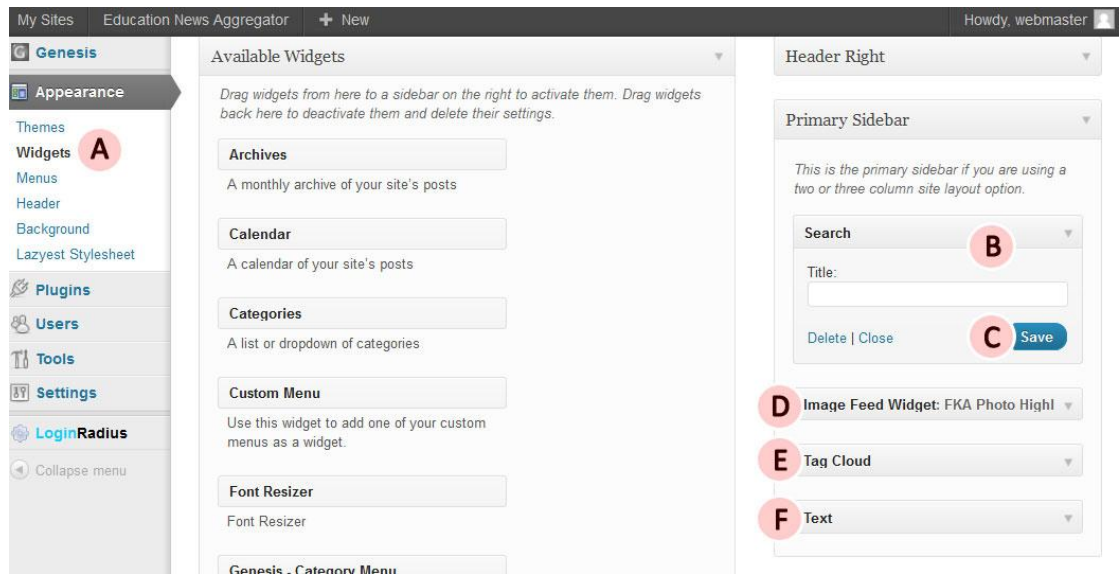 My Sites Education News Aggregator + New Howdy, webmaster
Genesis
Appearance
Themes
Widgets A
Menus
Header
Background
Lazyest Stylesheet
Plugins
Users
Tools
Settings
LoginRadius
Collapse menu
Available Widgets
Drag widgets from here to a sidebar on the right to activate them. Drag widgets
back here to deactivate them and delete their settings.
Archives
A monthly archive of your site's posts
Calendar
A calendar of your site's posts
Categories
A list or dropdown of categories
Custom Menu
Use this widget to add one of your custom
menus as a widget.
Font Resizer
Font Resizer
Genesis - Category Menu
Header Right
Primary Sidebar
This is the primary sidebar if you are using a
two or three column site layout option.
Search B
Title:
Delete | Close C Save
D Image Feed Widget: FKA Photo Highl
E Tag Cloud
F Text